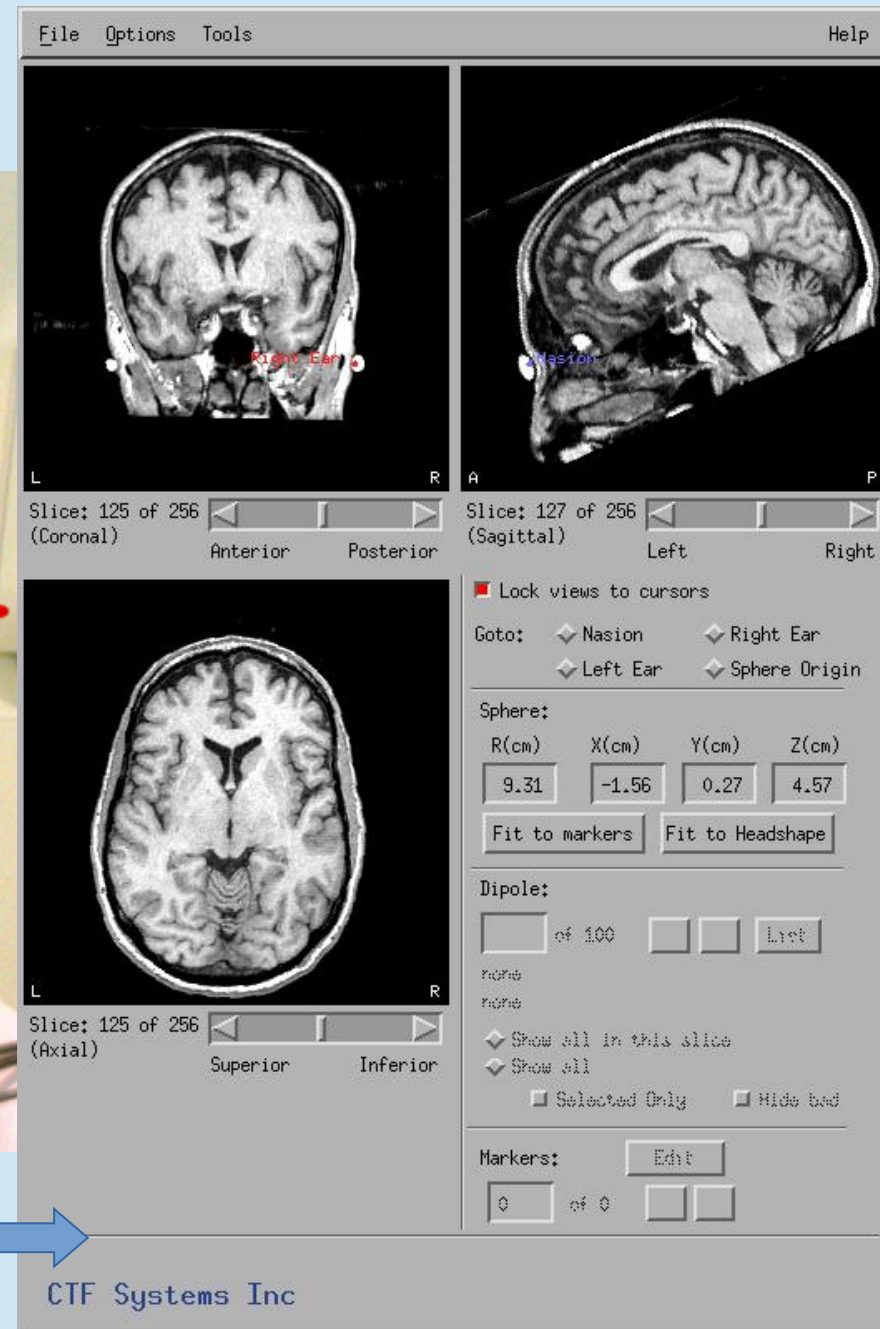 File Options Tools Help
Right Ear
L R
Nasion
A P
Slice: 125 of 256
(Coronal)
Anterior Posterior
Slice: 127 of 256
(Sagittal)
Left Right
L R
Slice: 125 of 256
(Axial)
Superior Inferior
Lock views to cursors
Goto: Nasion Right Ear
Left Ear Sphere Origin
Sphere:
R(cm) X(cm) Y(cm) Z(cm)
9.31 -1.56 0.27 4.57
Fit to markers Fit to Headshape
Dipole:
of 100 List
none
none
Show all in this slice
Show all
Selected Only Hide bad
Markers: Edit
0 of 0
CTF Systems Inc